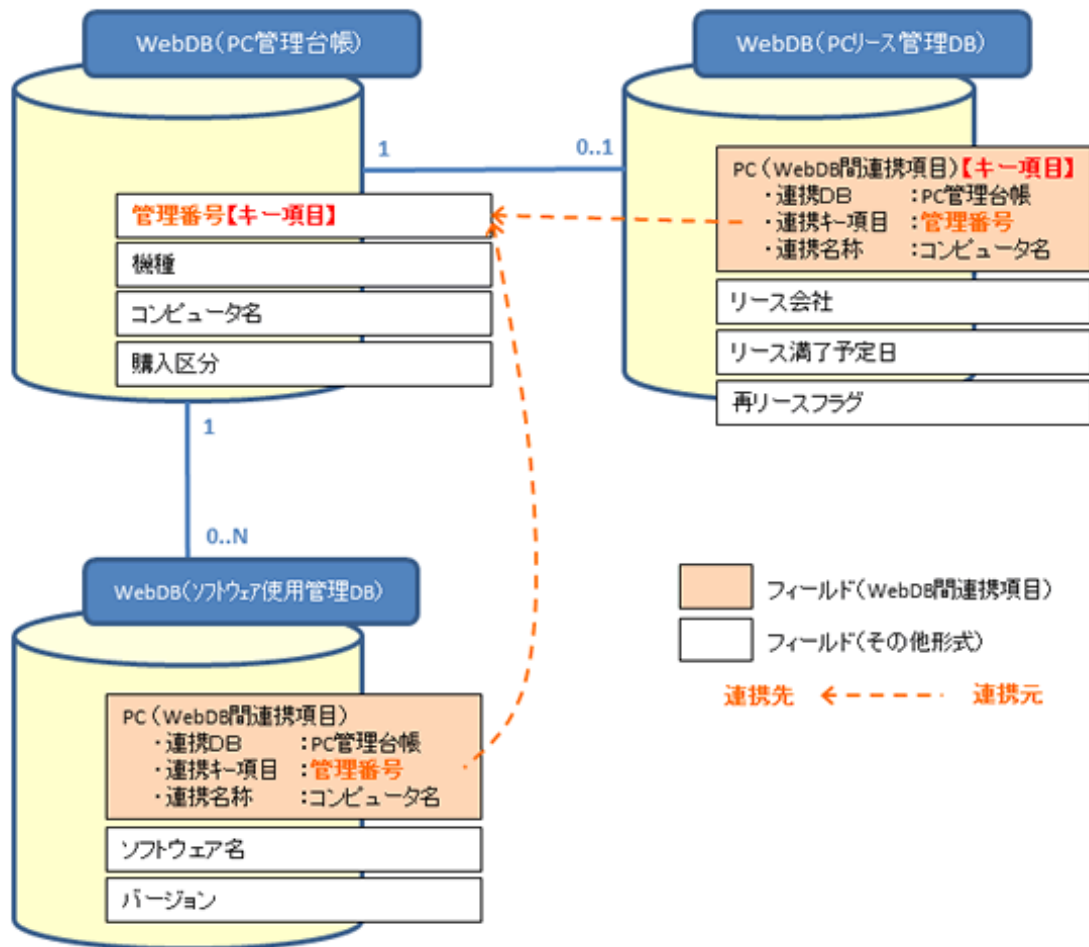 WebDB(PC管理台帳)
WebDB(PCリース管理DB)
1
0..1
管理番号【キー項目】
機種
コンピュータ名
購入区分
PC(WebDB間連携項目)【キー項目】
・連携DB :PC管理台帳
・連携キー項目 :管理番号
・連携名称 :コンピュータ名
リース会社
リース満了予定日
再リースフラグ
1
0..N
WebDB(ソフトウェア使用管理DB)
PC(WebDB間連携項目)
・連携DB :PC管理台帳
・連携キー項目 :管理番号
・連携名称 :コンピュータ名
ソフトウェア名
バージョン
フィールド(WebDB間連携項目)
フィールド(その他形式)
連携先 連携元